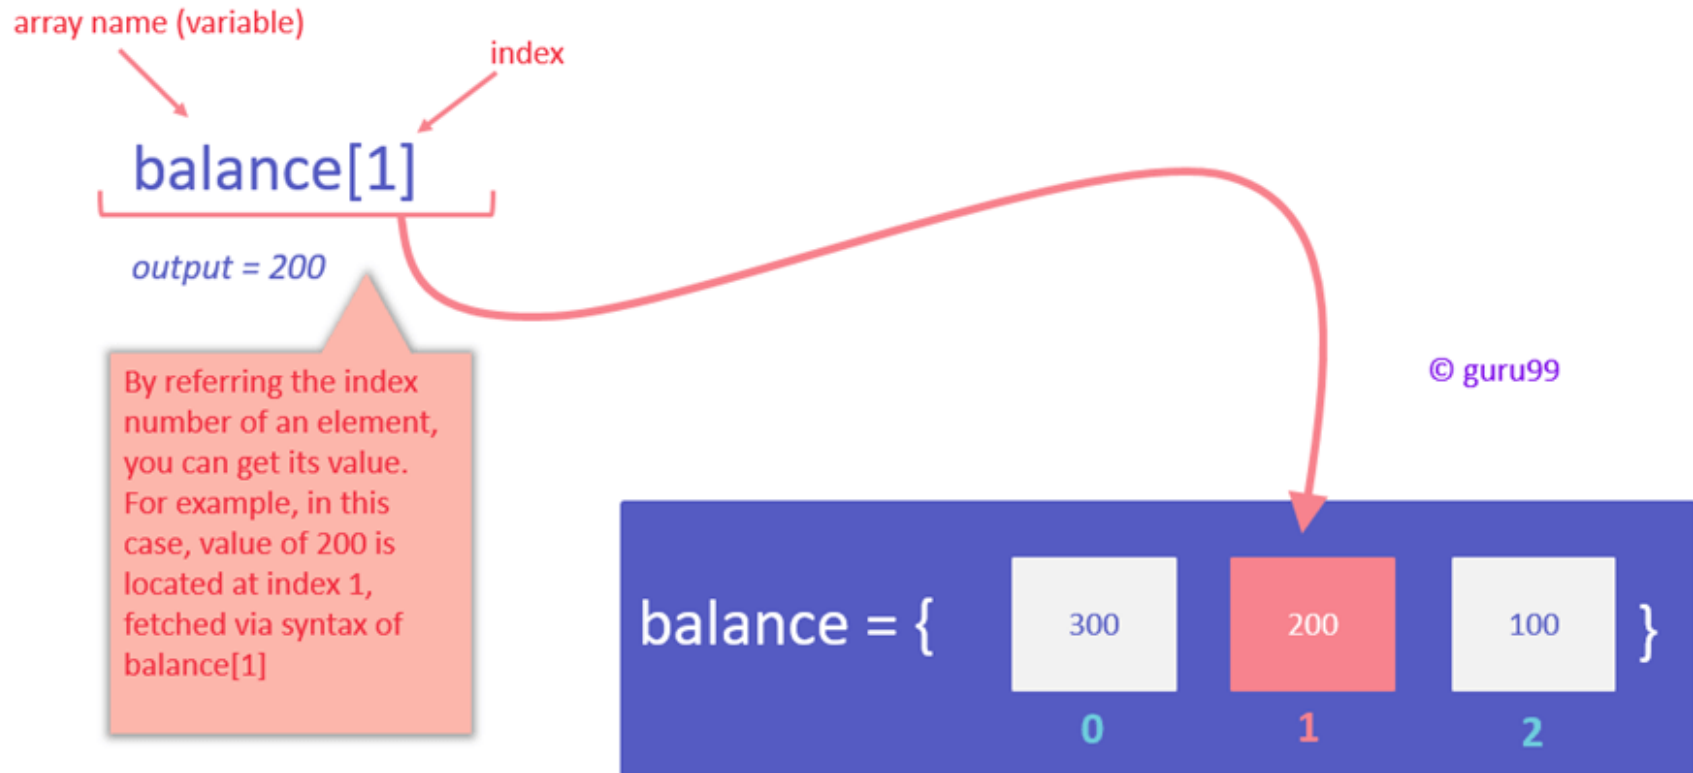 array name (variable)
index
balance[1]
output = 200
By referring the index
number of an element,
you can get its value.
For example, in this
case, value of 200 is
located at index 1,
fetched via syntax of
balance[1]
© guru99
balance = { 300 200 100 }
0 1 2